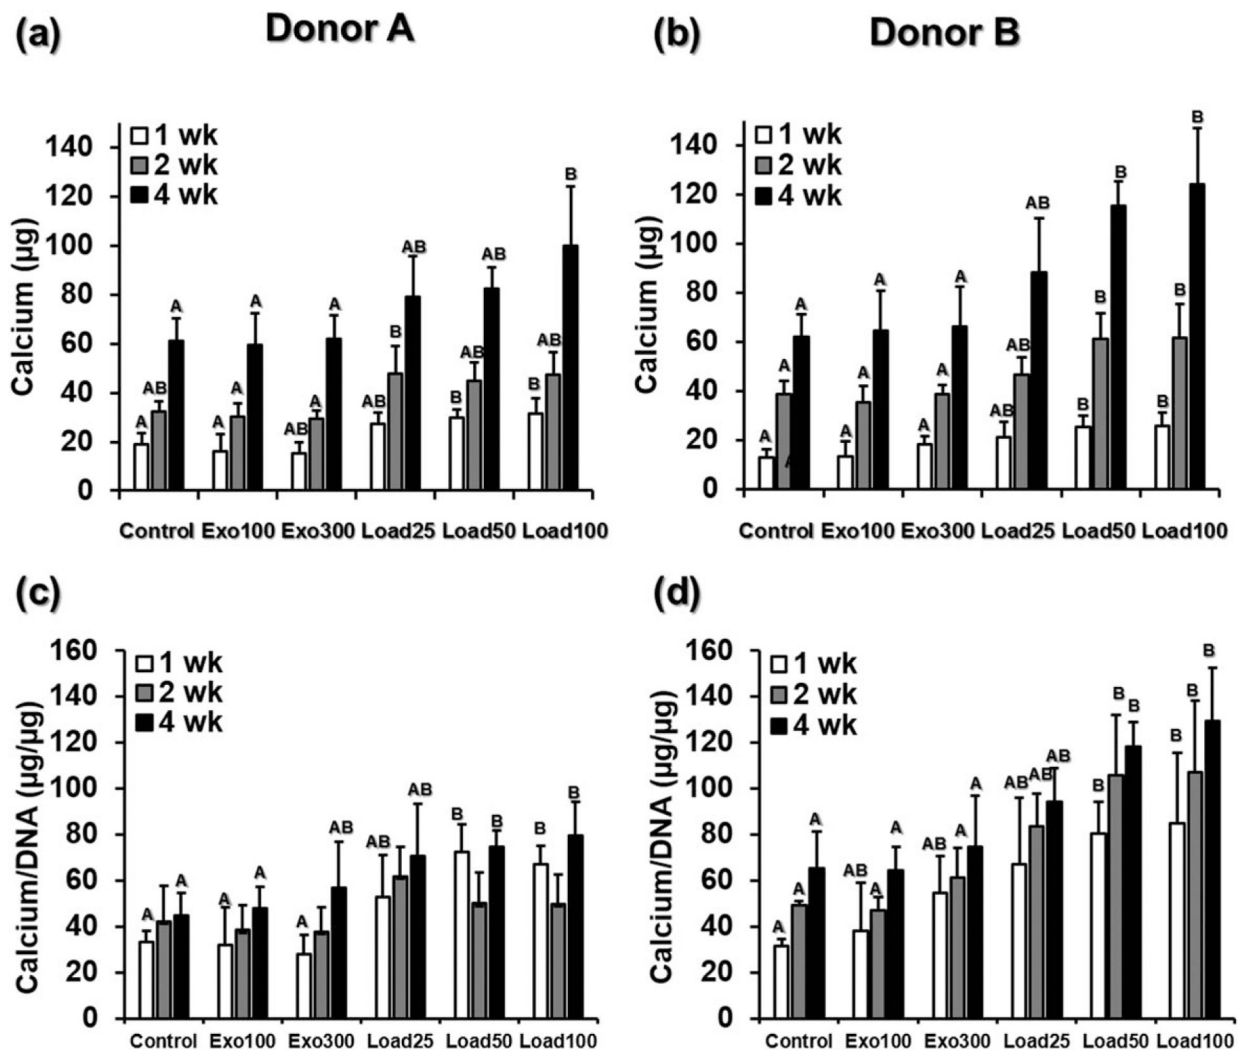 (a) Donor A
Calcium (µg)
140
120
100
80
60
40
20
0
1 wk
2 wk
4 wk
A AB A
A A A
AB A A
AB B AB
B AB AB
B AB B
Control Exo100 Exo300 Load25 Load50 Load100
(b) Donor B
Calcium (µg)
140
120
100
80
60
40
20
0
1 wk
2 wk
4 wk
A A A
A
A A A
A A A
AB AB AB
B B B
B B B
Control Exo100 Exo300 Load25 Load50 Load100
(c)
Calcium/DNA (µg/µg)
160
140
120
100
80
60
40
20
0
1 wk
2 wk
4 wk
A A
A A
A AB
AB AB
B B
B B
Control Exo100 Exo300 Load25 Load50 Load100
(d)
Calcium/DNA (µg/µg)
160
140
120
100
80
60
40
20
0
1 wk
2 wk
4 wk
A A A
AB A A
AB A A
AB AB AB
B B B
B B B
Control Exo100 Exo300 Load25 Load50 Load100